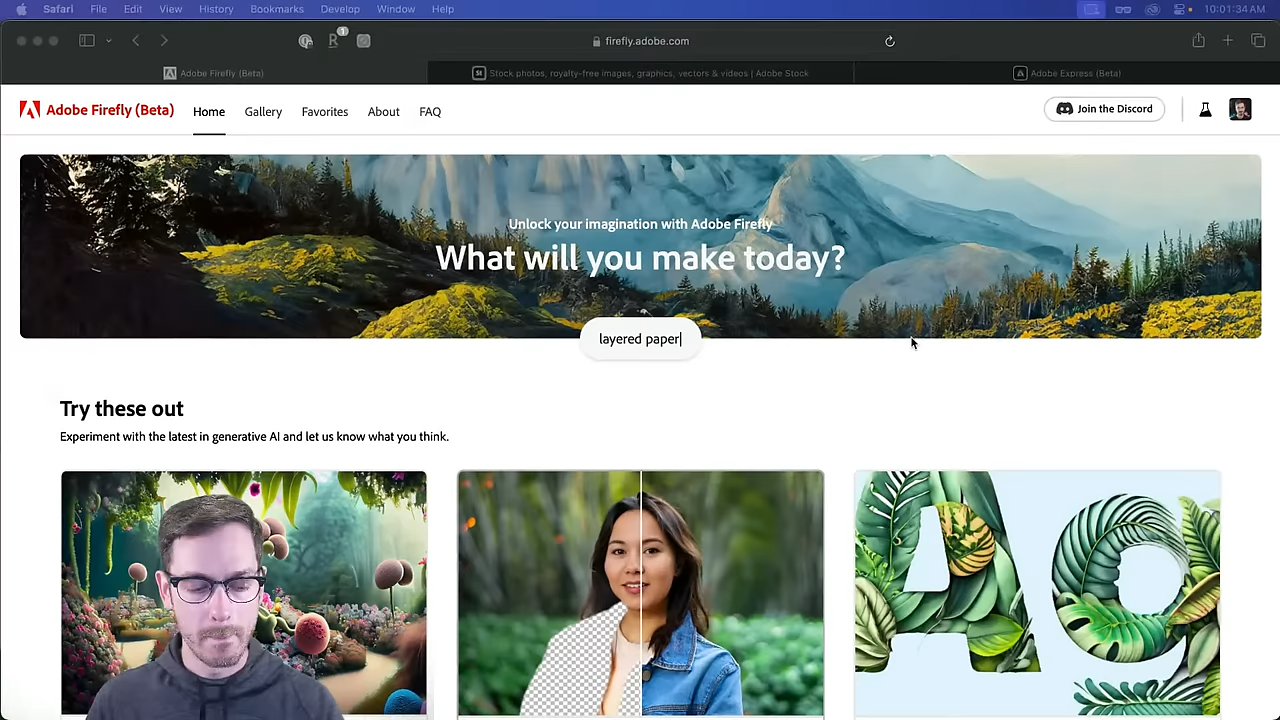 Safari File Edit View History Bookmarks Develop Window Help 10:01:34 AM
1
firefly.adobe.com
Adobe Firefly (Beta)
St Stock photos, royalty-free images, graphics, vectors & videos | Adobe Stock
Adobe Express (Beta)
Adobe Firefly (Beta) Home Gallery Favorites About FAQ Join the Discord
Unlock your imagination with Adobe Firefly
What will you make today?
layered paper
Try these out
Experiment with the latest in generative AI and let us know what you think.
Ag